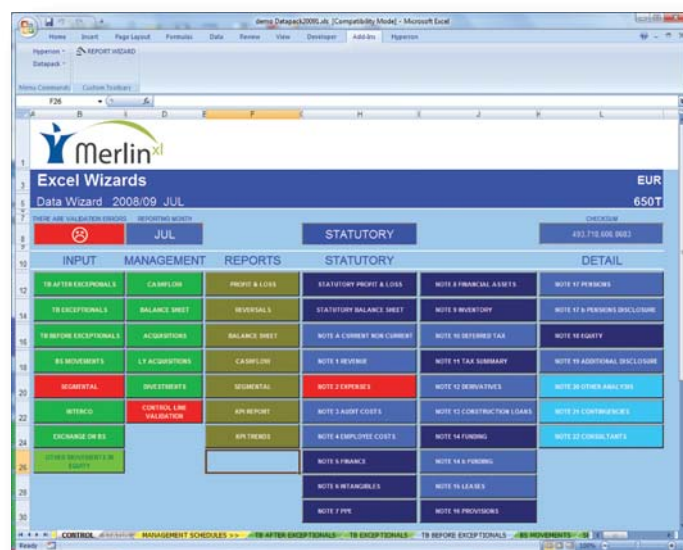 demo Datapack2009L.xls [Compatibility Mode] - Microsoft Excel
Home Insert Page Layout Formulas Data Review View Developer Add-Ins Hyperion
Hyperion REPORT WIZARD
Datapack
Menu Commands Custom Toolbars
F26 fx
A B D E F H J L
Merlin xl
Excel Wizards EUR
Data Wizard 2008/09 JUL 650T
THERE ARE VALIDATION ERRORS REPORTING MONTH CHECKSUM
JUL STATUTORY
INPUT MANAGEMENT REPORTS STATUTORY DETAIL
TB AFTER EXCEPTIONALS CASHFLOW PROFIT & LOSS STATUTORY PROFIT & LOSS NOTE 8 FINANCIAL ASSETS NOTE 17 PENSIONS
TB EXCEPTIONALS BALANCE SHEET REVERSALS STATUTORY BALANCE SHEET NOTE 9 INVENTORY NOTE 17 b PENSIONS DISCLOSURE
TB BEFORE EXCEPTIONALS ACQUISITIONS BALANCE SHEET NOTE A CURRENT NON CURRENT NOTE 10 DEFERRED TAX NOTE 18 EQUITY
BS MOVEMENTS LY ACQUISITIONS CASHFLOW NOTE 1 REVENUE NOTE 11 TAX SUMMARY NOTE 19 ADDITIONAL DISCLOSURE
SEGMENTAL DIVESTMENTS SEGMENTAL NOTE 2 EXPENSES NOTE 12 DERIVATIVES NOTE 20 OTHER ANALYSIS
INTERCO CONTROL LINE VALIDATION KPI REPORT NOTE 3 AUDIT COSTS NOTE 13 CONSTRUCTION LOANS NOTE 21 CONTINGENCIES
EXCHANGE ON BS KPI TRENDS NOTE 4 EMPLOYEE COSTS NOTE 14 FUNDING NOTE 22 CONSULTANTS
OTHER MOVEMENTS IN EQUITY NOTE 5 FINANCE NOTE 14 b FUNDING
NOTE 6 INTANGIBLES NOTE 15 LEASES
NOTE 7 PPE NOTE 16 PROVISIONS
CONTROL MANAGEMENT SCHEDULES >> TB AFTER EXCEPTIONALS TB EXCEPTIONALS TB BEFORE EXCEPTIONALS BS MOVEMENTS
Ready 100%